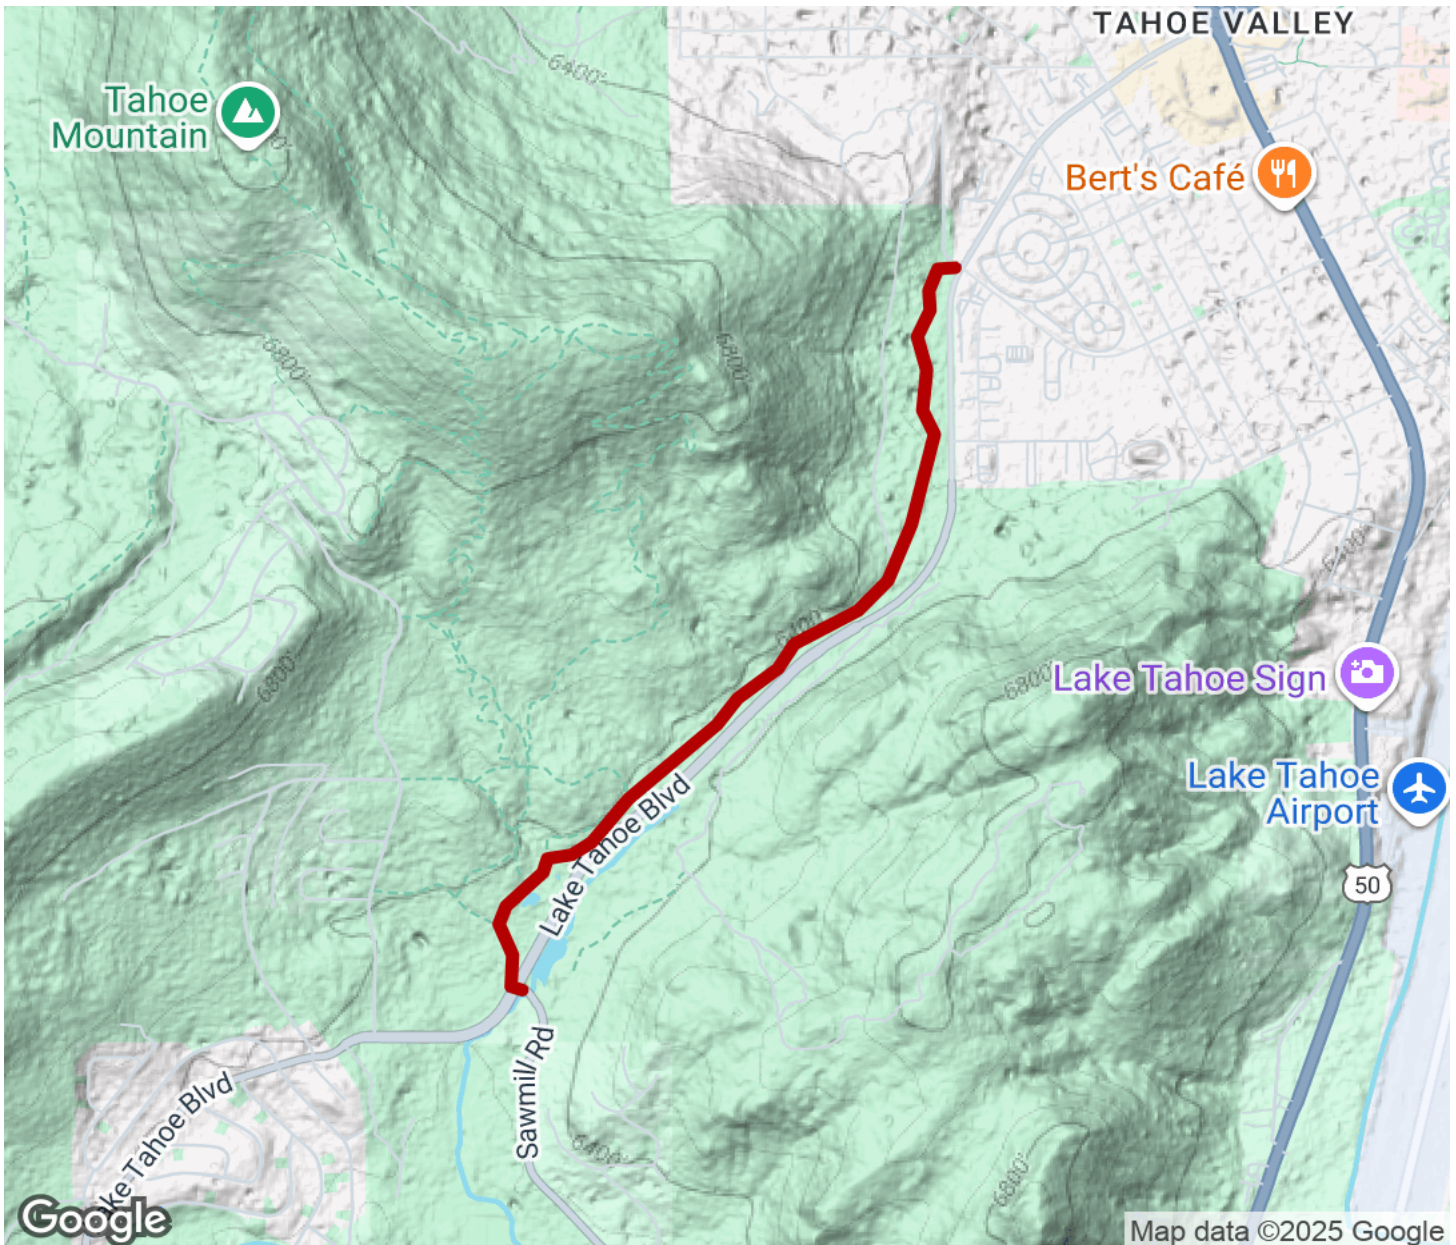 TAHOE VALLEY
6400'
Tahoe
Mountain
Bert's Café
6800'
6800'
6400'
6400
Lake Tahoe Sign
6800'
6800'
Lake Tahoe
Airport
Lake Tahoe Blvd
50
Sawmill Rd
Lake Tahoe Blvd
6400'
6800'
Google
Map data ©2025 Google